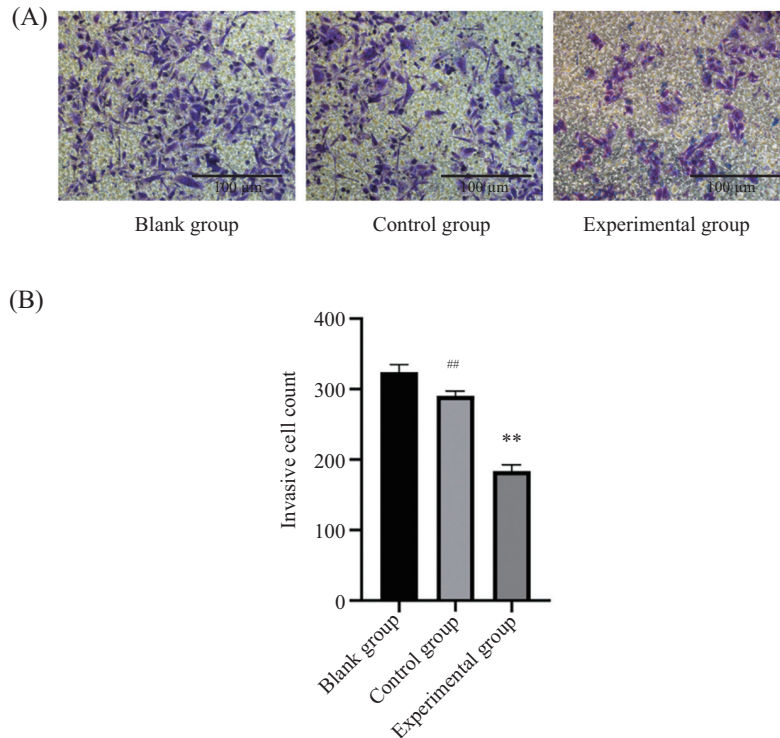 (A)
100 µm
100 µm
100 µm
Blank group
Control group
Experimental group
(B)
Invasive cell count
400
300
200
100
0
##
**
Blank group
Control group
Experimental group